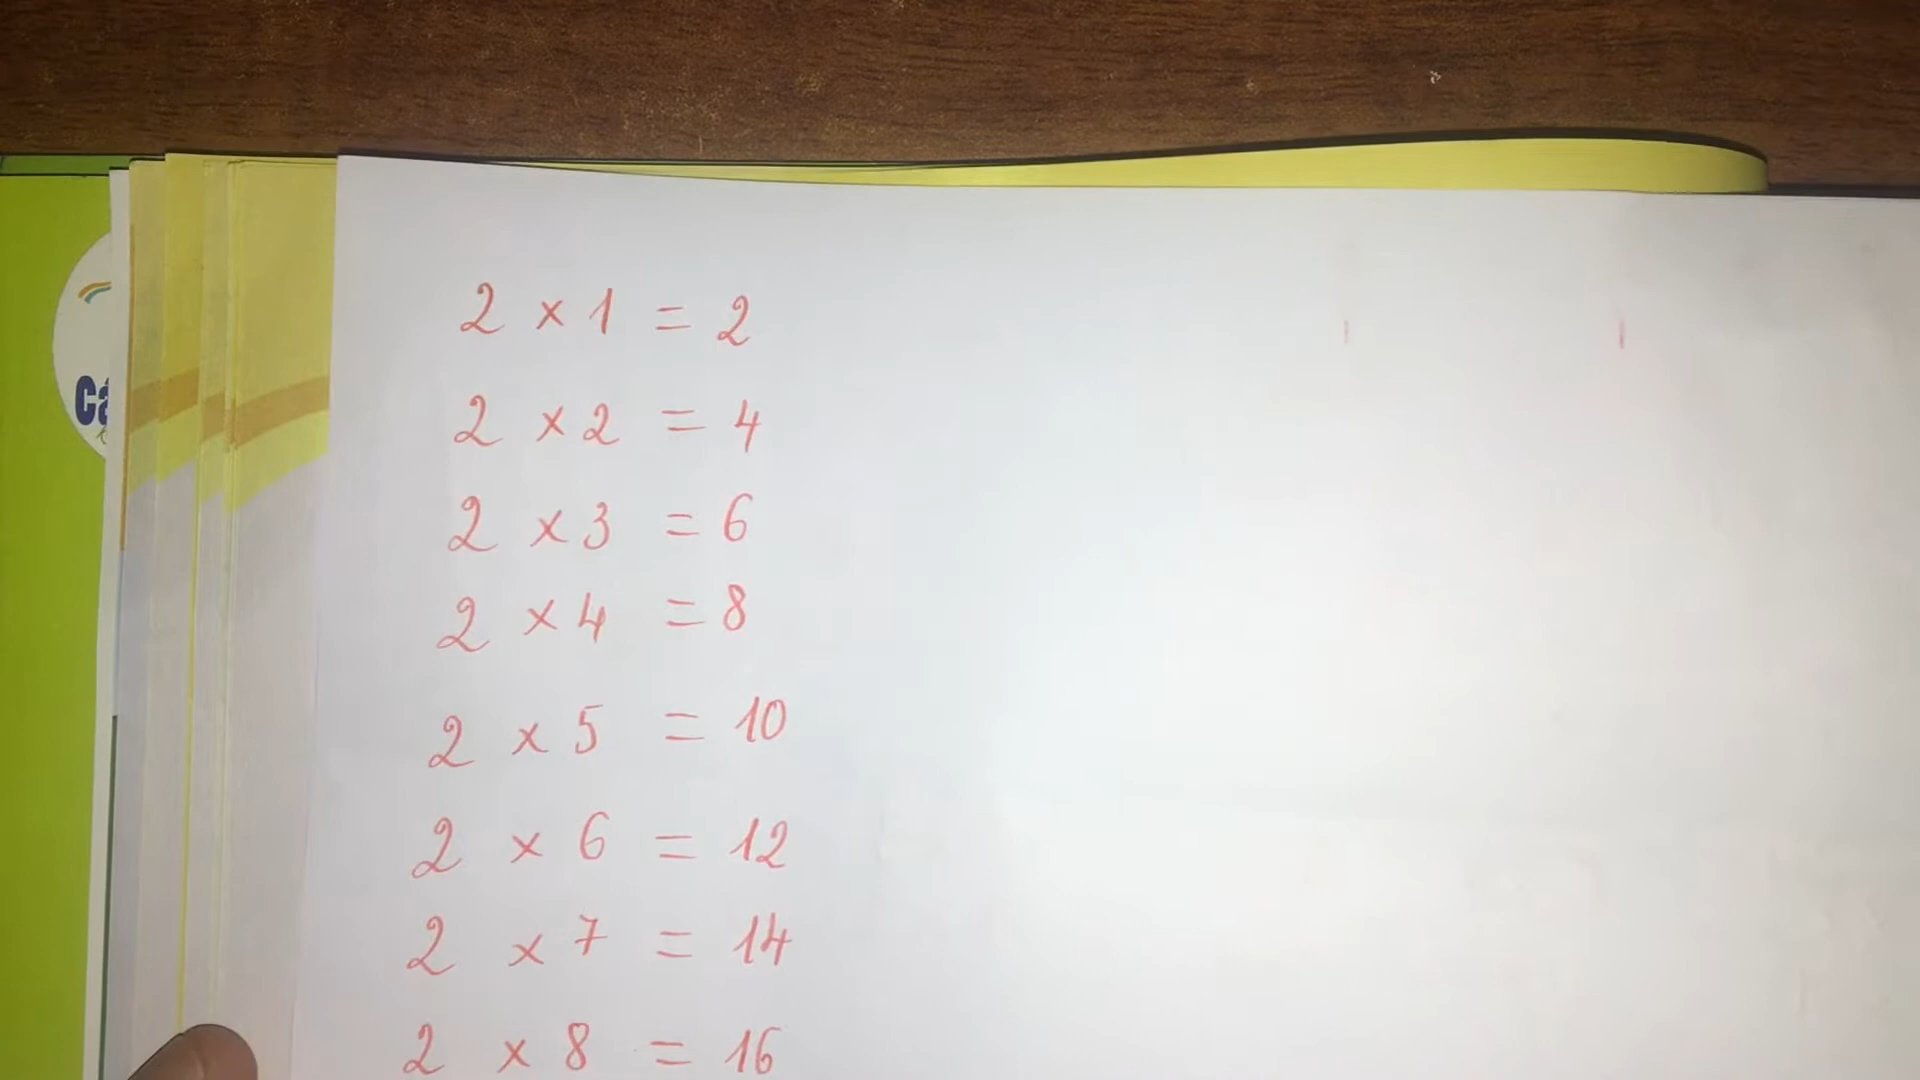 2 × 1 = 2
2 × 2 = 4
2 × 3 = 6
2 × 4 = 8
2 × 5 = 10
2 × 6 = 12
2 × 7 = 14
2 × 8 = 16